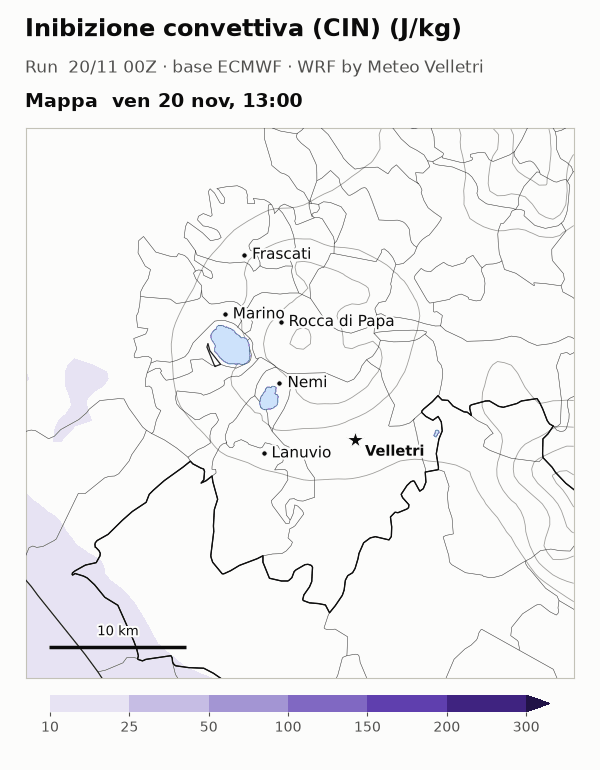 Inibizione convettiva (CIN) (J/kg)
Run  20/11 00Z · base ECMWF · WRF by Meteo Velletri
Mappa  ven 20 nov, 13:00
Frascati
Marino
Rocca di Papa
Nemi
Velletri
Lanuvio
10 km
10 25 50 100 150 200 300